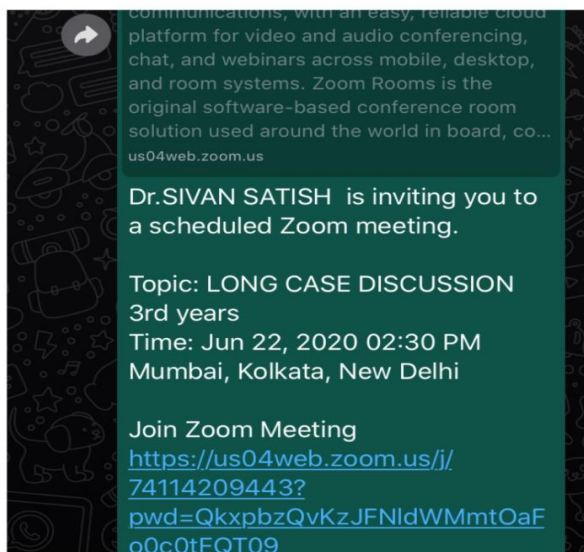 communications, with an easy, reliable cloud
platform for video and audio conferencing,
chat, and webinars across mobile, desktop,
and room systems. Zoom Rooms is the
original software-based conference room
solution used around the world in board, co...
us04web.zoom.us
Dr.SIVAN SATISH is inviting you to
a scheduled Zoom meeting.
Topic: LONG CASE DISCUSSION
3rd years
Time: Jun 22, 2020 02:30 PM
Mumbai, Kolkata, New Delhi
Join Zoom Meeting
https://us04web.zoom.us/j/
74114209443?
pwd=QkxpbzQvKzJFNldWMmtOaF
o0c0tFQT09